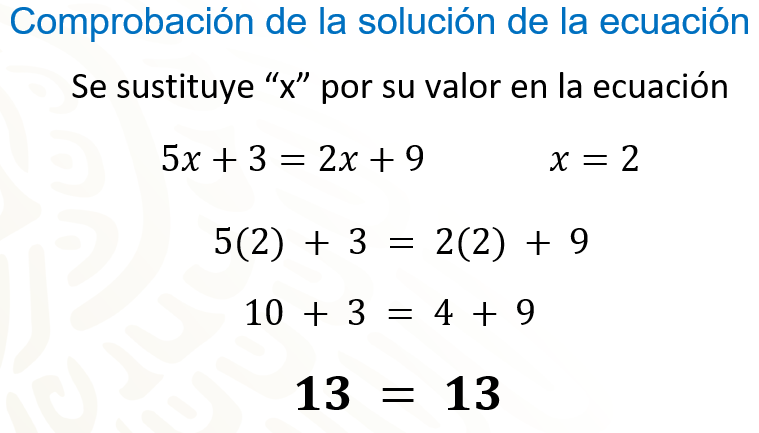 Comprobación de la solución de la ecuación
Se sustituye “x” por su valor en la ecuación
5x + 3 = 2x + 9 x = 2
5(2) + 3 = 2(2) + 9
10 + 3 = 4 + 9
13 = 13